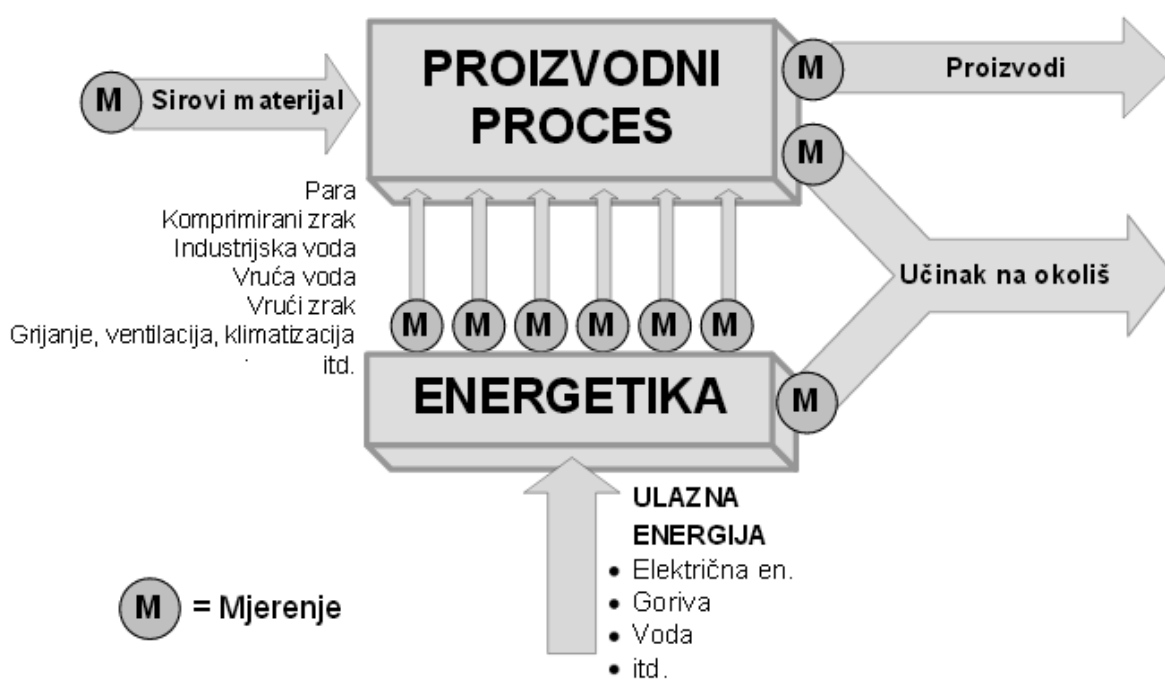 PROIZVODNI
PROCES
M
Sirovi materijal
M
Proizvodi
M
Para
Komprimirani zrak
Industrijska voda
Vruća voda
Vrući zrak
Grijanje, ventilacija, klimatizacija
itd.
Učinak na okoliš
M M M M M M
ENERGETIKA
M
ULAZNA
ENERGIJA
• Električna en.
• Goriva
• Voda
• itd.
M = Mjerenje